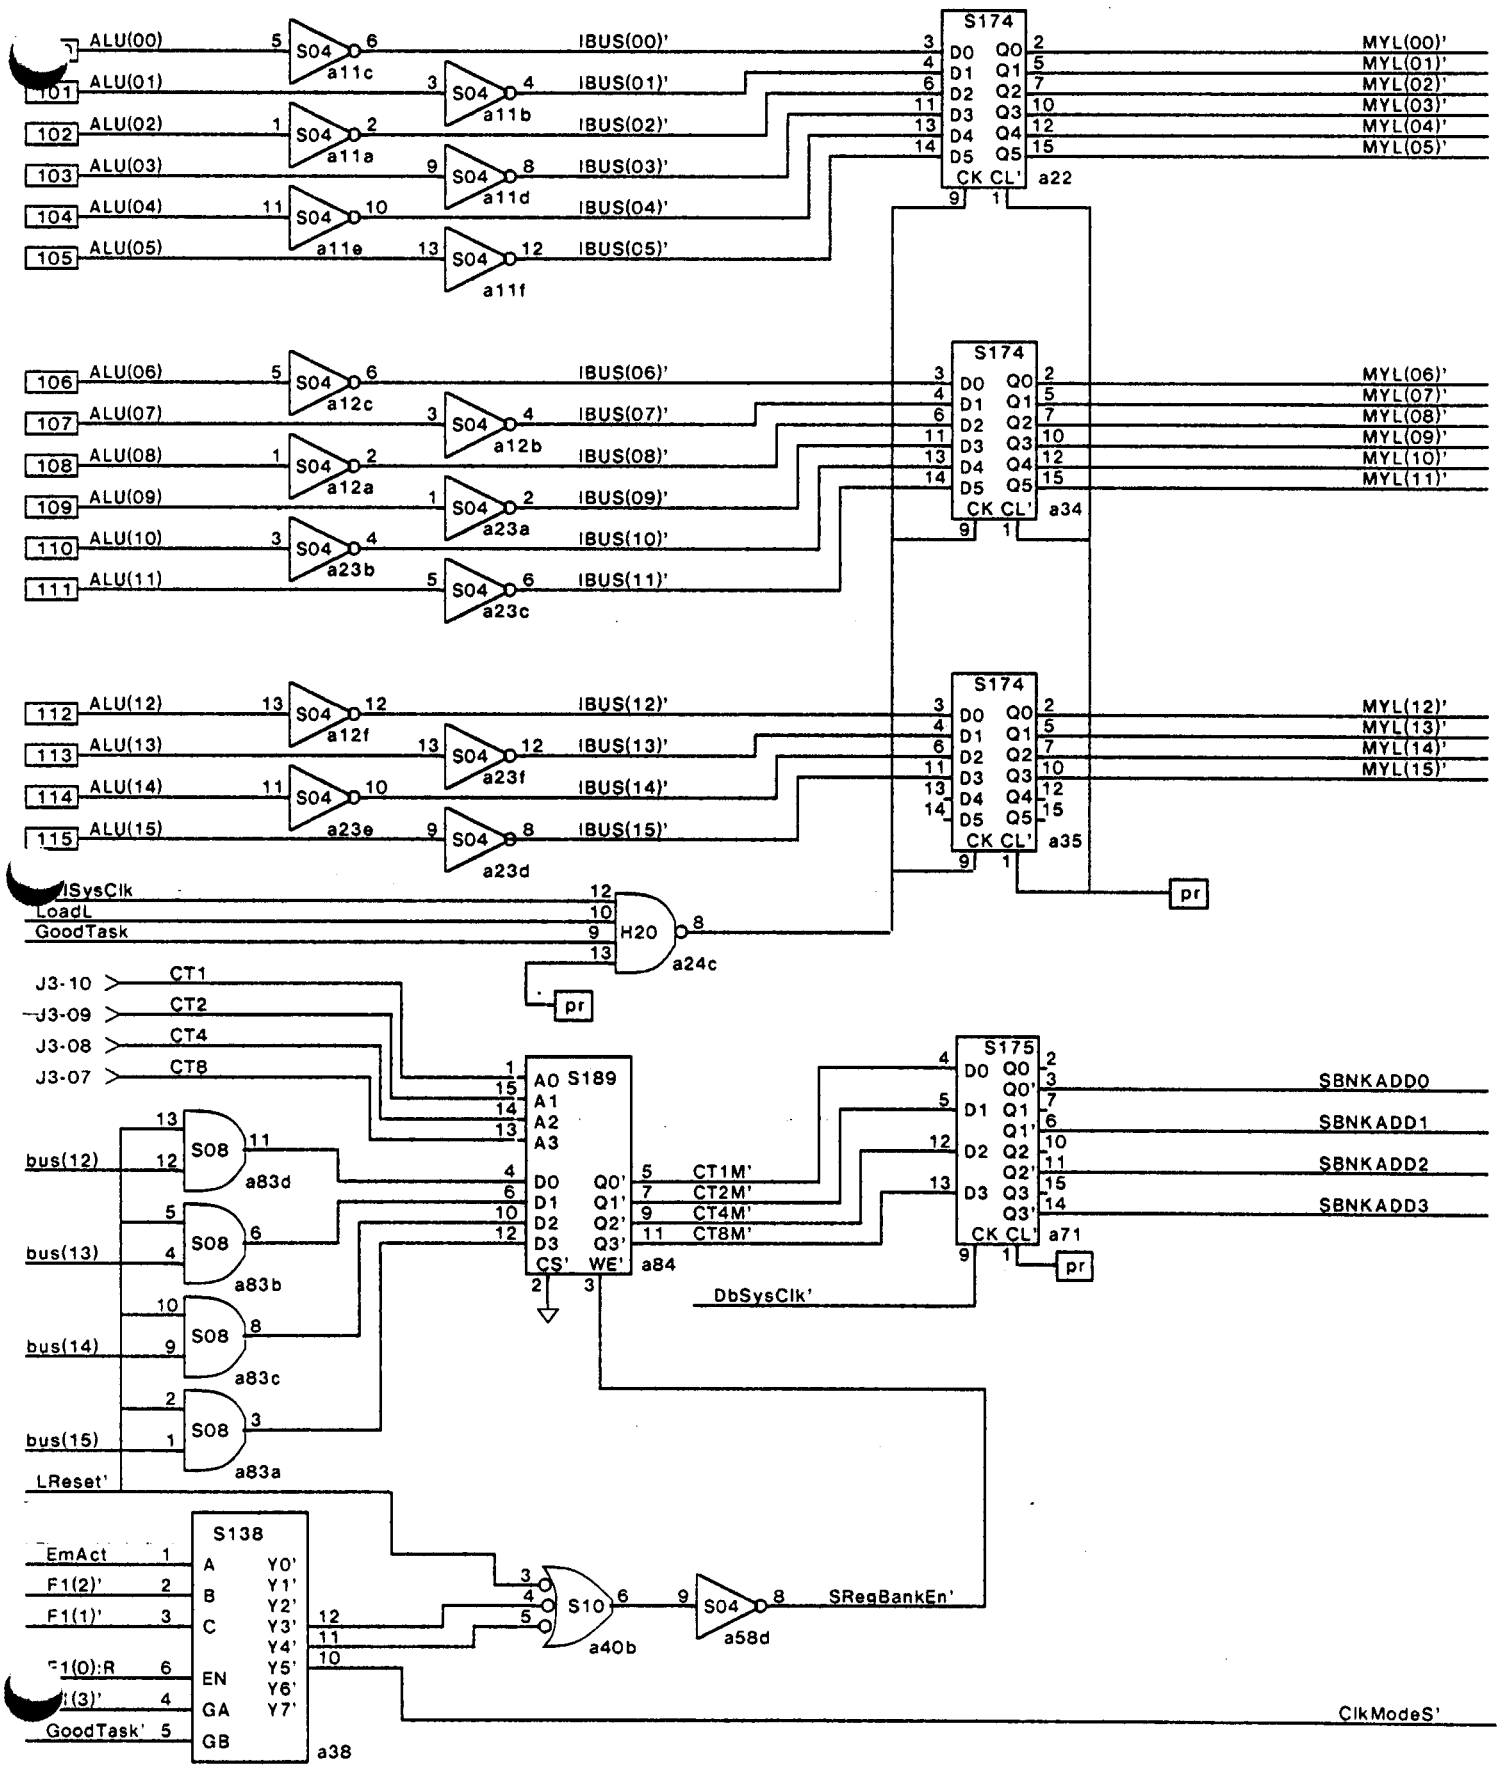 S174
ALU(00) 5 S04 6 IBUS(00)' 3 D0 Q0 2 MYL(00)'
a11c
101 ALU(01) 3 S04 4 IBUS(01)' 4 D1 Q1 5 MYL(01)'
a11b
102 ALU(02) 1 S04 2 IBUS(02)' 6 D2 Q2 7 MYL(02)'
a11a
103 ALU(03) 9 S04 8 IBUS(03)' 11 D3 Q3 10 MYL(03)'
a11d
104 ALU(04) 11 S04 10 IBUS(04)' 13 D4 Q4 12 MYL(04)'
a11e
105 ALU(05) 13 S04 12 IBUS(05)' 14 D5 Q5 15 MYL(05)'
a11f
CK CL' a22
9 1
S174
106 ALU(06) 5 S04 6 IBUS(06)' 3 D0 Q0 2 MYL(06)'
a12c
107 ALU(07) 3 S04 4 IBUS(07)' 4 D1 Q1 5 MYL(07)'
a12b
108 ALU(08) 1 S04 2 IBUS(08)' 6 D2 Q2 7 MYL(08)'
a12a
109 ALU(09) 1 S04 2 IBUS(09)' 11 D3 Q3 10 MYL(09)'
a23a
110 ALU(10) 3 S04 4 IBUS(10)' 13 D4 Q4 12 MYL(10)'
a23b
111 ALU(11) 5 S04 6 IBUS(11)' 14 D5 Q5 15 MYL(11)'
a23c
CK CL' a34
9 1
S174
112 ALU(12) 13 S04 12 IBUS(12)' 3 D0 Q0 2 MYL(12)'
a12f
113 ALU(13) 13 S04 12 IBUS(13)' 4 D1 Q1 5 MYL(13)'
a23f
114 ALU(14) 11 S04 10 IBUS(14)' 6 D2 Q2 7 MYL(14)'
a23e
115 ALU(15) 9 S04 8 IBUS(15)' 11 D3 Q3 10 MYL(15)'
a23d
13 D4 Q4 12
14 D5 Q5 15
CK CL' a35
9 1
pr
12
LoadL 10
GoodTask 9 H20 8
13
a24c
pr
J3-10 CT1
J3-09 CT2
J3-08 CT4
J3-07 CT8
S189
1 A0
15 A1
14 A2
13 A3
4 D0 Q0' 5 CT1M'
6 D1 Q1' 7 CT2M'
10 D2 Q2' 9 CT4M'
12 D3 Q3' 11 CT8M'
CS' WE' a84
2 3
S175
4 D0 Q0 2
Q0' 3 SBNKADD0
5 D1 Q1 7
Q1' 6 SBNKADD1
12 D2 Q2 10
Q2' 11 SBNKADD2
13 D3 Q3 15
Q3' 14 SBNKADD3
CK CL' a71
9 1
pr
DbSysClk'
13 S08 11
bus(12) 12
a83d
5 S08 6
bus(13) 4
a83b
10 S08 8
bus(14) 9
a83c
2 S08 3
bus(15) 1
a83a
LReset'
S138
EmAct 1 A Y0'
F1(2)' 2 B Y1'
Y2'
F1(1)' 3 C Y3' 12
Y4' 11
F1(0):R 6 EN Y5' 10
Y6'
4 GA Y7'
GoodTask' 5 GB
a38
3
4 S10 6
5
a40b
9 S04 8 SRegBankEn'
a58d
ClkModeS'